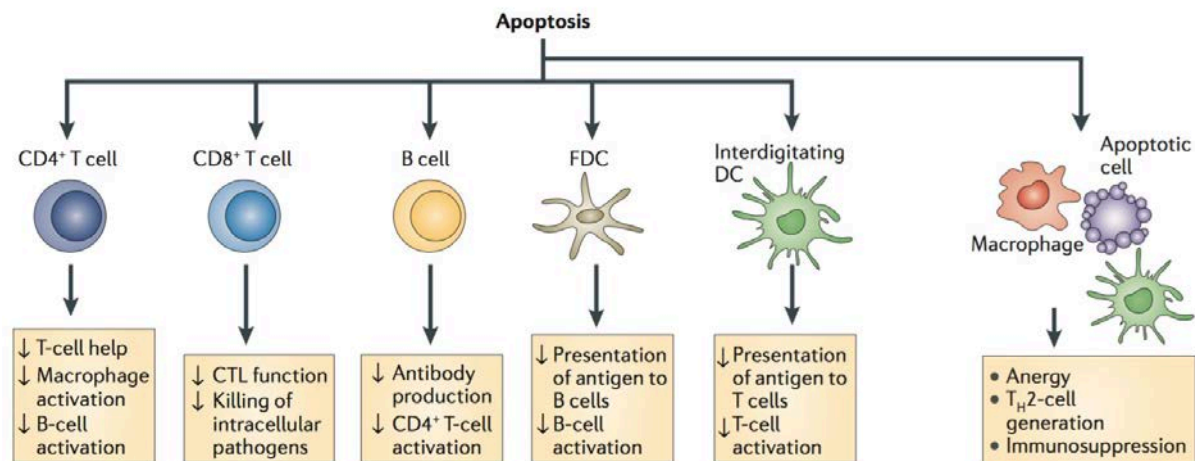 Apoptosis
CD4⁺ T cell
CD8⁺ T cell
B cell
FDC
Interdigitating
DC
Apoptotic
cell
Macrophage
↓ T-cell help
↓ Macrophage
activation
↓ B-cell
activation
↓ CTL function
↓ Killing of
intracellular
pathogens
↓ Antibody
production
↓ CD4⁺ T-cell
activation
↓ Presentation
of antigen to
B cells
↓ B-cell
activation
↓ Presentation
of antigen to
T cells
↓ T-cell
activation
• Anergy
• T_H2-cell
generation
• Immunosuppression